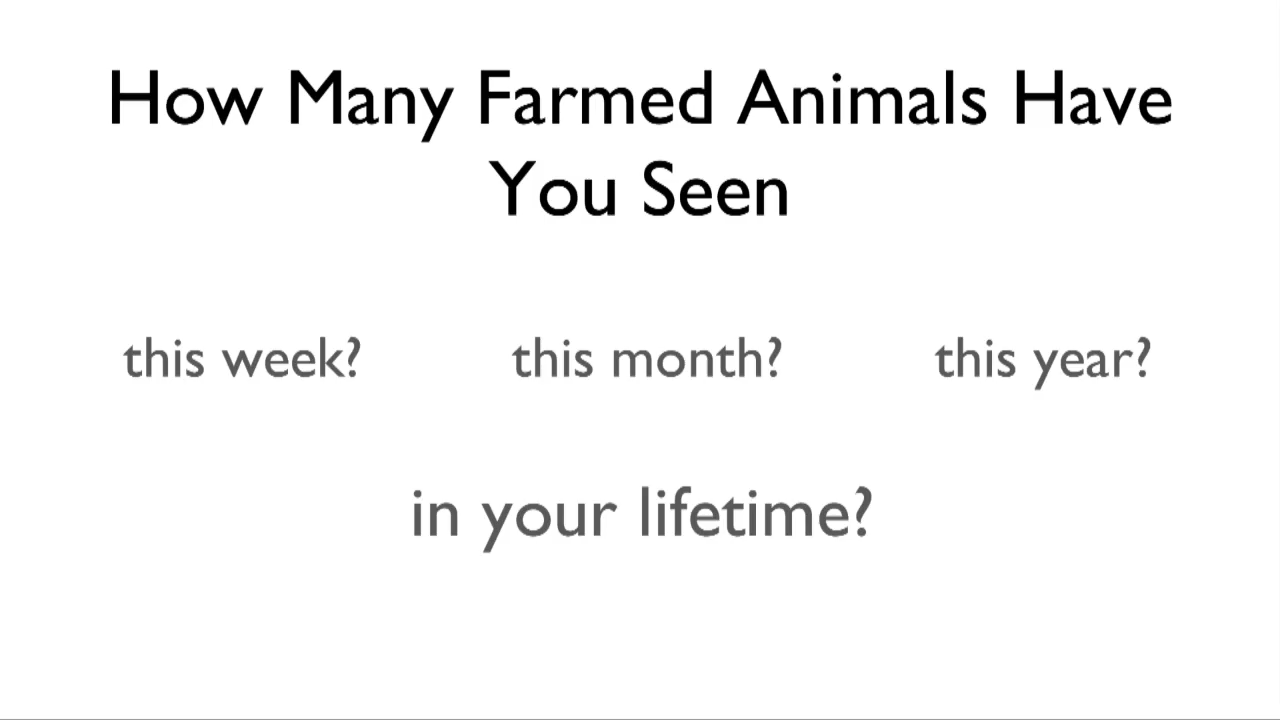 How Many Farmed Animals Have
You Seen
this week? this month? this year?
in your lifetime?